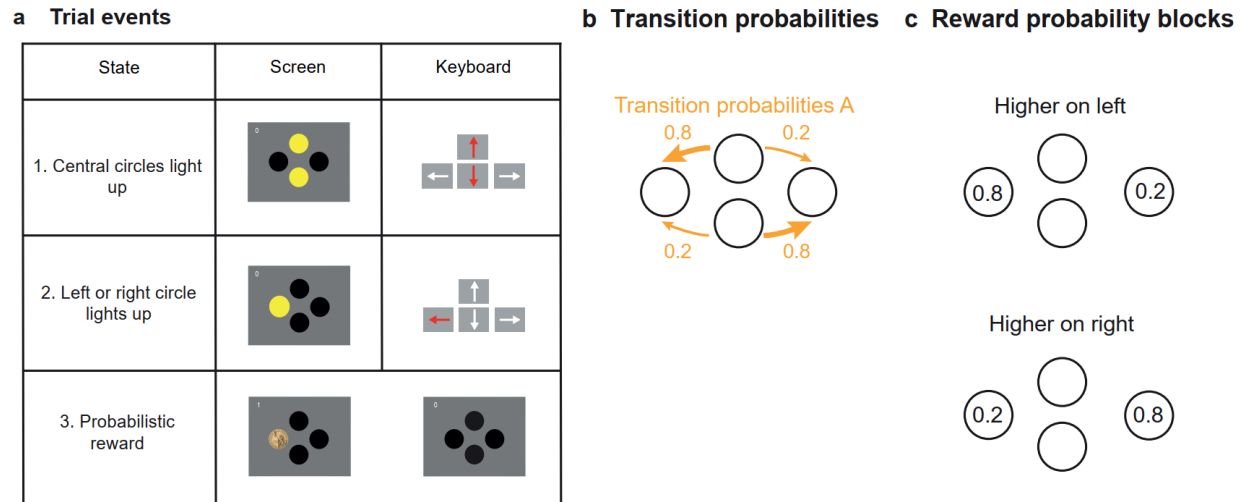 a Trial events
State
Screen
Keyboard
1. Central circles light
up
0
2. Left or right circle
lights up
0
3. Probabilistic
reward
1
0
b Transition probabilities
Transition probabilities A
0.8
0.2
0.2
0.8
c Reward probability blocks
Higher on left
0.8
0.2
Higher on right
0.2
0.8